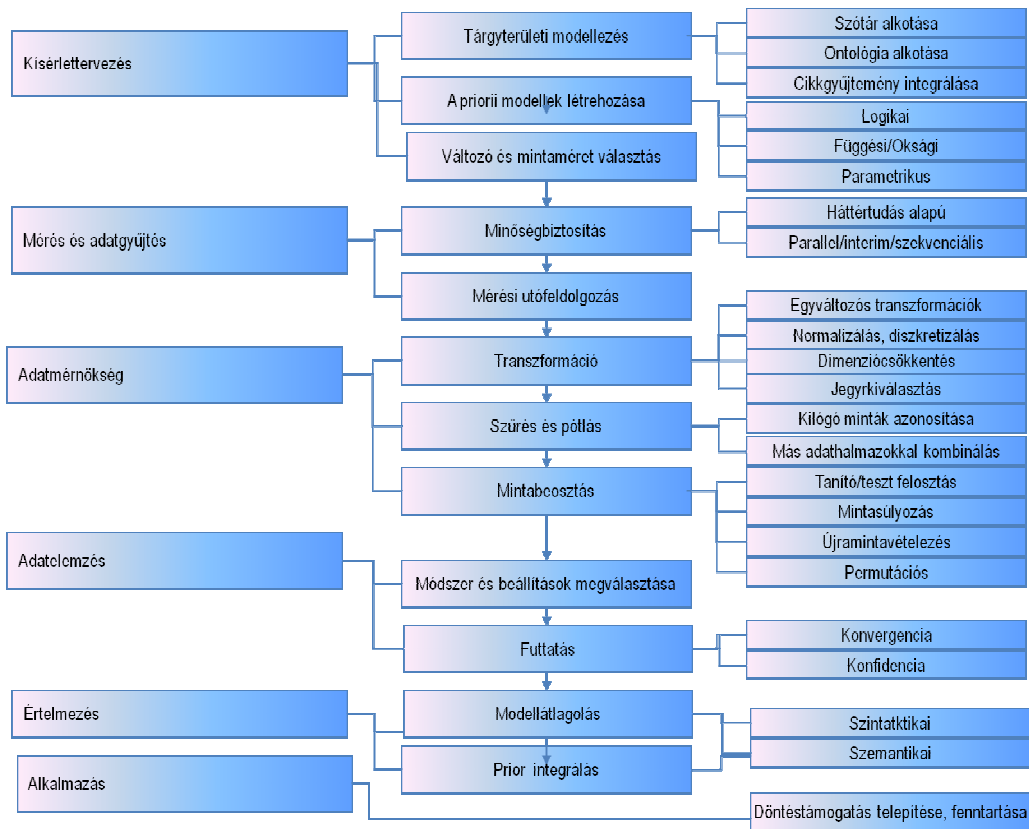 Kísérlettervezés
Tárgyterületi modellezés
Szótár alkotása
Ontológia alkotása
Cikkgyűjtemény integrálása
A priorii modellek létrehozása
Logikai
Függési/Oksági
Parametrikus
Változó és mintaméret választás
Mérés és adatgyűjtés
Minőségbiztosítás
Háttértudás alapú
Parallel/interim/szekvenciális
Mérési utófeldolgozás
Adatmérnökség
Transzformáció
Egyváltozós transzformációk
Normalizálás, diszkretizálás
Dimenziócsökkentés
Jegyrkiválasztás
Szűrés és pótlás
Kilógó minták azonosítása
Más adathalmazokkal kombinálás
Mintabeosztás
Tanító/teszt felosztás
Mintasúlyozás
Újramintavételezés
Permutációs
Adatelemzés
Módszer és beállítások megválasztása
Futtatás
Konvergencia
Konfidencia
Értelmezés
Modellátlagolás
Szintatktikai
Szemantikai
Prior integrálás
Alkalmazás
Döntéstámogatás telepítése, fenntartása